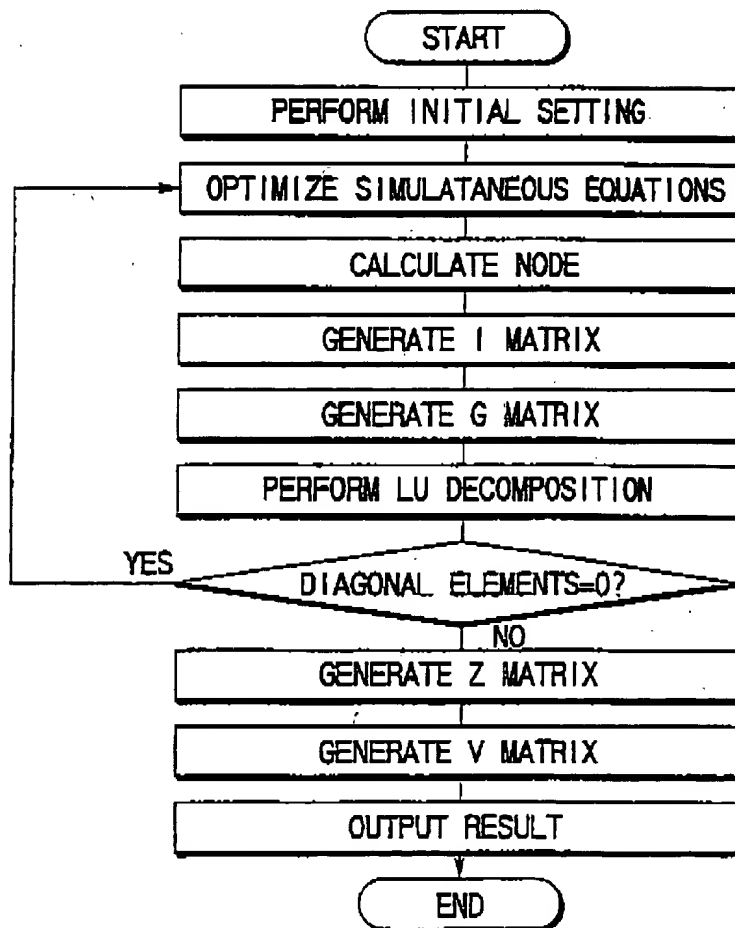 START
PERFORM INITIAL SETTING
OPTIMIZE SIMULATANEOUS EQUATIONS
CALCULATE NODE
GENERATE I MATRIX
GENERATE G MATRIX
PERFORM LU DECOMPOSITION
YES
DIAGONAL ELEMENTS=0?
NO
GENERATE Z MATRIX
GENERATE V MATRIX
OUTPUT RESULT
END